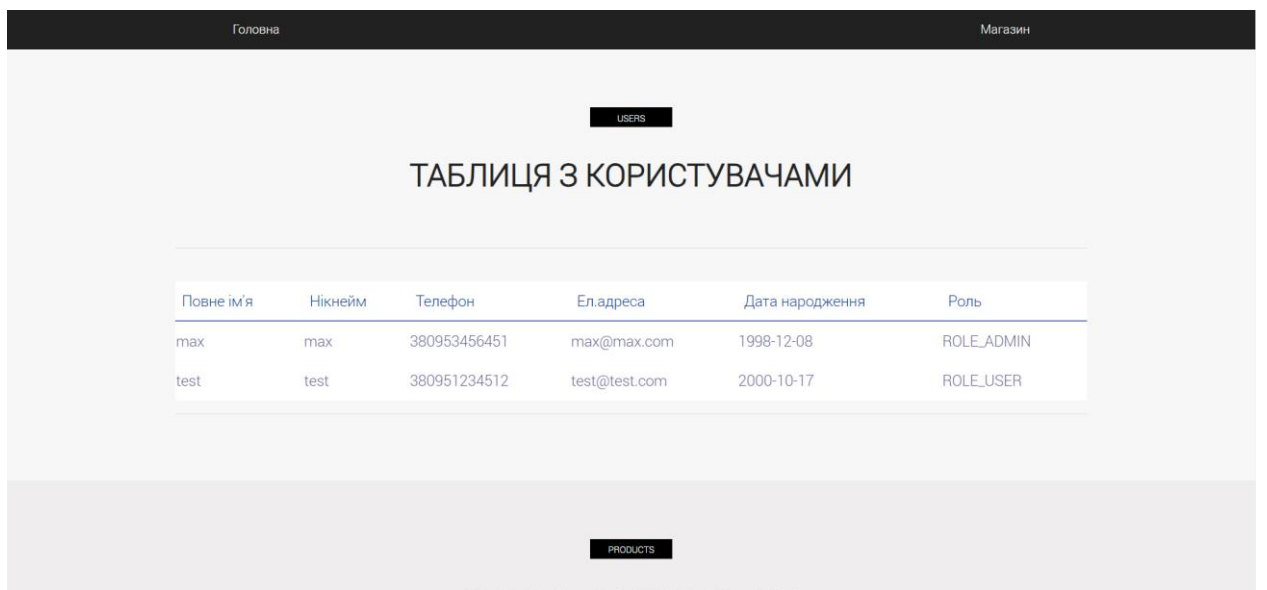 Головна Магазин
USERS
ТАБЛИЦЯ З КОРИСТУВАЧАМИ
Повне ім'я Нікнейм Телефон Ел.адреса Дата народження Роль
max max 380953456451 max@max.com 1998-12-08 ROLE_ADMIN
test test 380951234512 test@test.com 2000-10-17 ROLE_USER
PRODUCTS